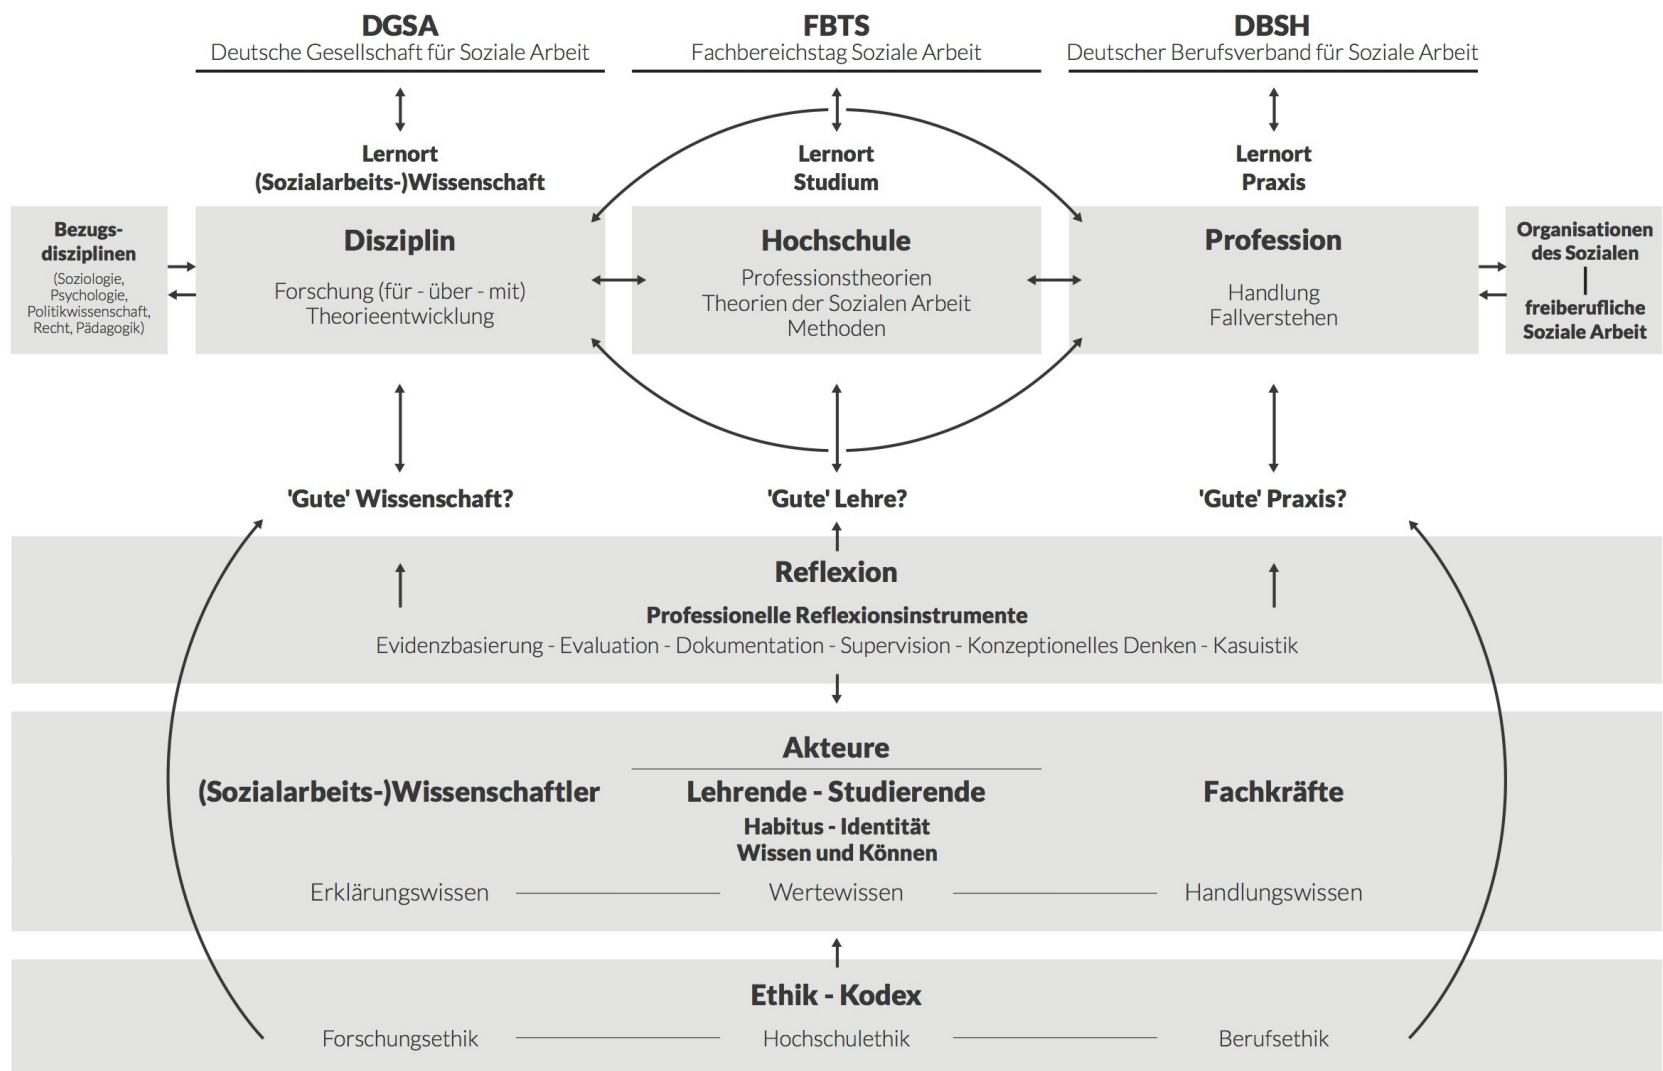 DGSA
Deutsche Gesellschaft für Soziale Arbeit
FBTS
Fachbereichstag Soziale Arbeit
DBSH
Deutscher Berufsverband für Soziale Arbeit
Lernort
(Sozialarbeits-)Wissenschaft
Lernort
Studium
Lernort
Praxis
Bezugs-
disziplinen
(Soziologie,
Psychologie,
Politikwissenschaft,
Recht, Pädagogik)
Disziplin
Forschung (für - über - mit)
Theorieentwicklung
Hochschule
Professionstheorien
Theorien der Sozialen Arbeit
Methoden
Profession
Handlung
Fallverstehen
Organisationen
des Sozialen
freiberufliche
Soziale Arbeit
'Gute' Wissenschaft?
'Gute' Lehre?
'Gute' Praxis?
Reflexion
Professionelle Reflexionsinstrumente
Evidenzbasierung - Evaluation - Dokumentation - Supervision - Konzeptionelles Denken - Kasuistik
Akteure
(Sozialarbeits-)Wissenschaftler
Lehrende - Studierende
Fachkräfte
Habitus - Identität
Wissen und Können
Erklärungswissen
Wertewissen
Handlungswissen
Ethik - Kodex
Forschungsethik
Hochschulethik
Berufsethik